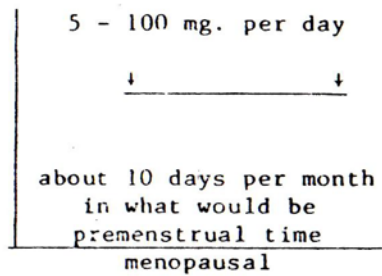 5 - 100 mg. per day
about 10 days per month
in what would be
premenstrual time
menopausal